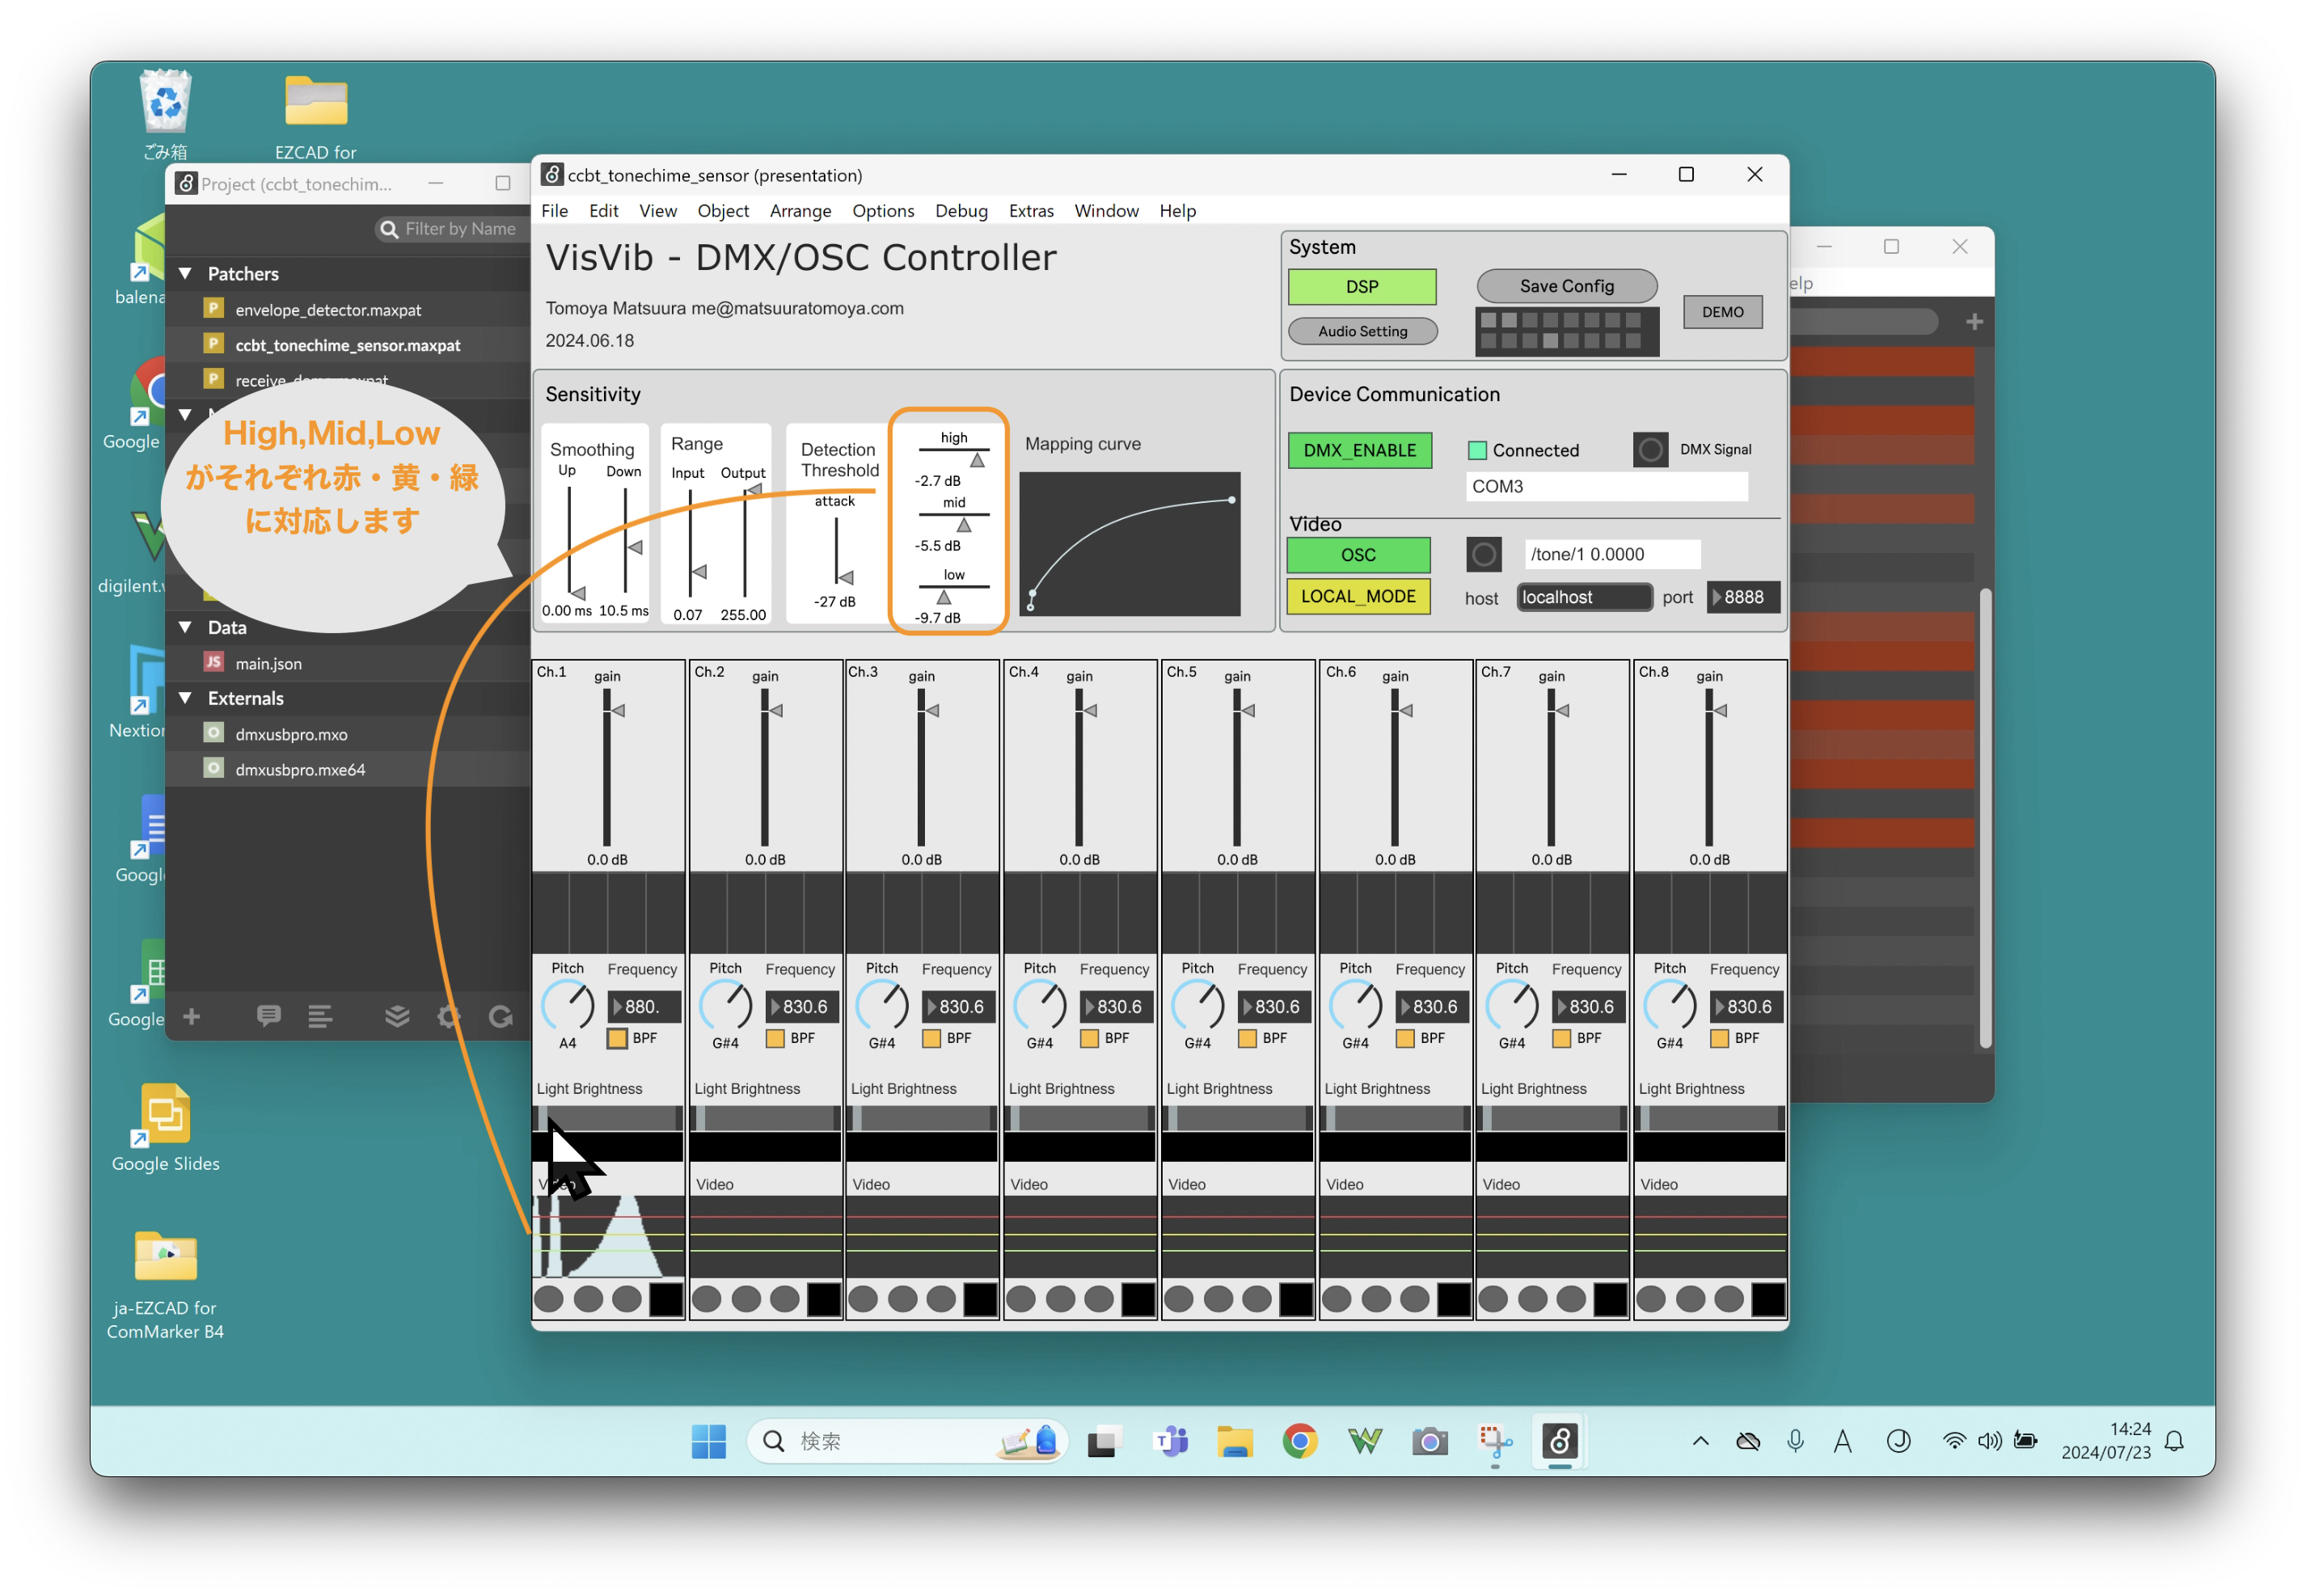 ごみ箱
EZCAD for
balena
Google
digilent.w
Nextion
Googl
Google
Google Slides
ja-EZCAD for
ComMarker B4
Project (ccbt_tonechim...
Filter by Name
Patchers
envelope_detector.maxpat
ccbt_tonechime_sensor.maxpat
High,Mid,Low
がそれぞれ赤・黄・緑
に対応します
Data
JS main.json
Externals
dmxusbpro.mxo
dmxusbpro.mxe64
ccbt_tonechime_sensor (presentation)
File Edit View Object Arrange Options Debug Extras Window Help
VisVib - DMX/OSC Controller
Tomoya Matsuura me@matsuuratomoya.com
2024.06.18
System
DSP
Save Config
Audio Setting
DEMO
Sensitivity
Smoothing
Up Down
0.00 ms 10.5 ms
Range
Input Output
0.07 255.00
Detection
Threshold
attack
-27 dB
high
-2.7 dB
mid
-5.5 dB
low
-9.7 dB
Mapping curve
Device Communication
DMX_ENABLE
Connected
DMX Signal
COM3
Video
OSC
/tone/1 0.0000
LOCAL_MODE
host localhost port 8888
elp
Ch.1 gain Ch.2 gain Ch.3 gain Ch.4 gain Ch.5 gain Ch.6 gain Ch.7 gain Ch.8 gain
0.0 dB 0.0 dB 0.0 dB 0.0 dB 0.0 dB 0.0 dB 0.0 dB 0.0 dB
Pitch Frequency Pitch Frequency Pitch Frequency Pitch Frequency Pitch Frequency Pitch Frequency Pitch Frequency Pitch Frequency
880. 830.6 830.6 830.6 830.6 830.6 830.6 830.6
A4 BPF G#4 BPF G#4 BPF G#4 BPF G#4 BPF G#4 BPF G#4 BPF G#4 BPF
Light Brightness Light Brightness Light Brightness Light Brightness Light Brightness Light Brightness Light Brightness Light Brightness
Video Video Video Video Video Video Video
検索
A
14:24
2024/07/23